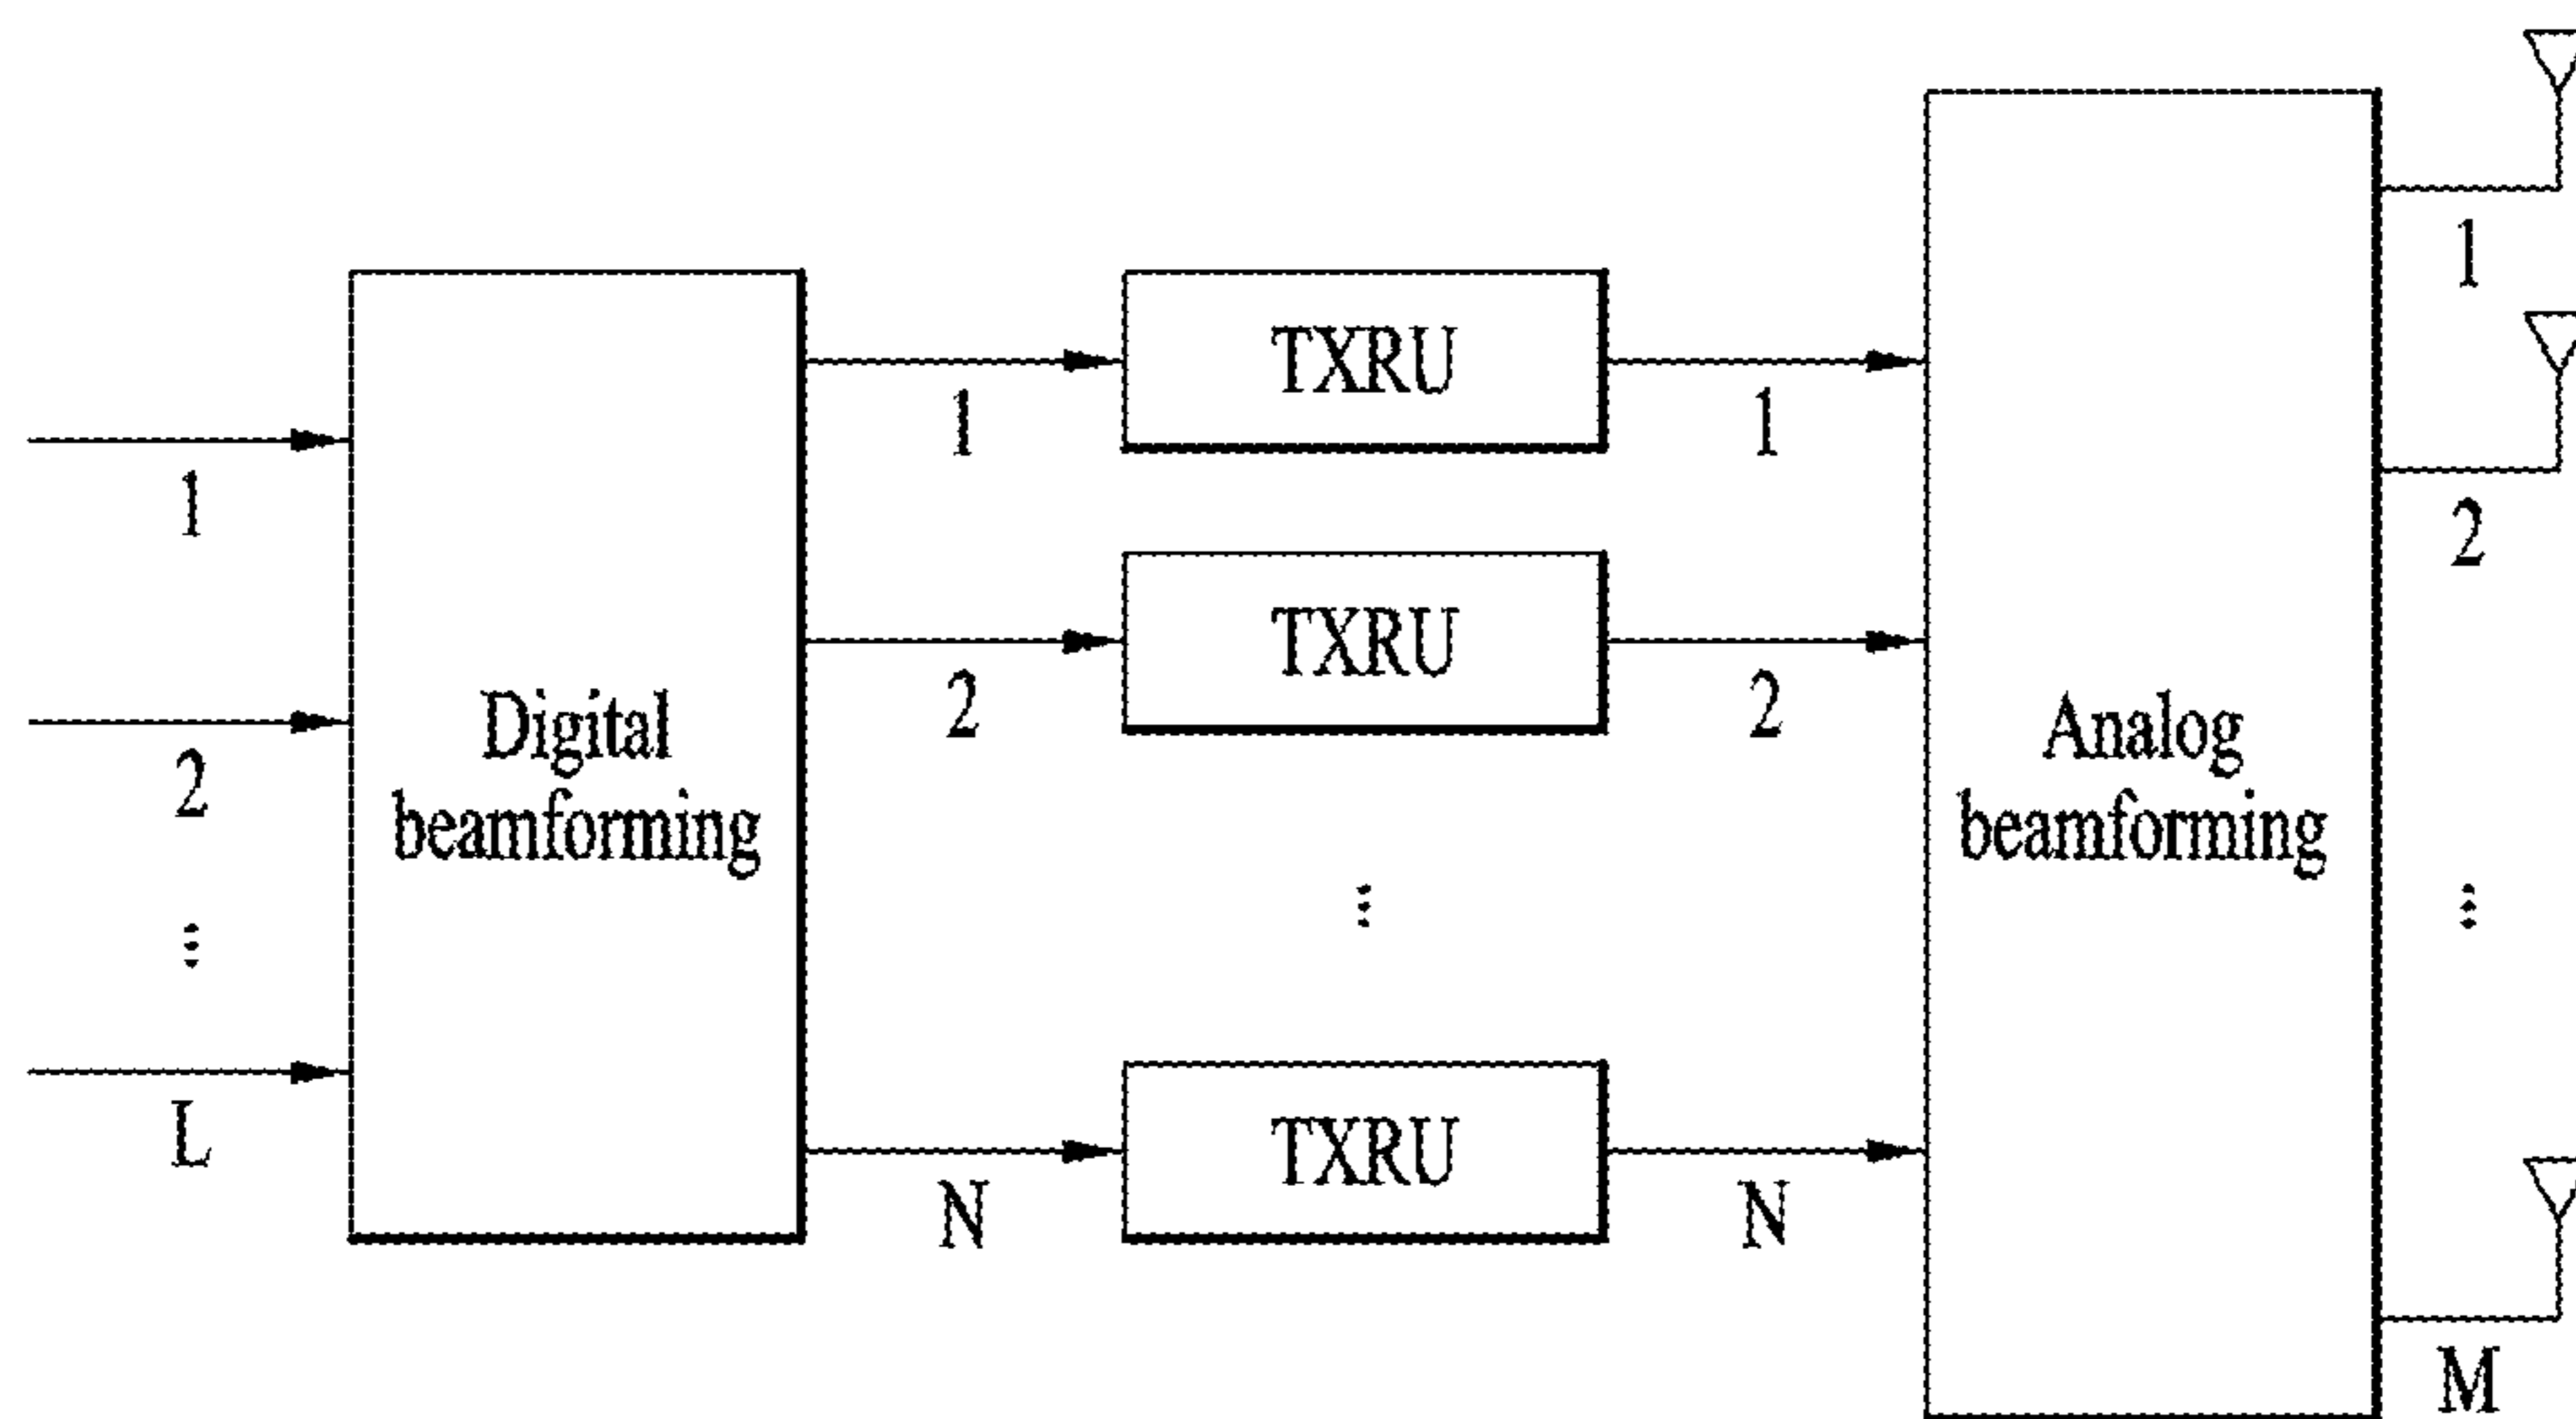 1
2
⋮
L
Digital
beamforming
1
2
N
TXRU
TXRU
⋮
TXRU
1
2
N
Analog
beamforming
1
2
⋮
M